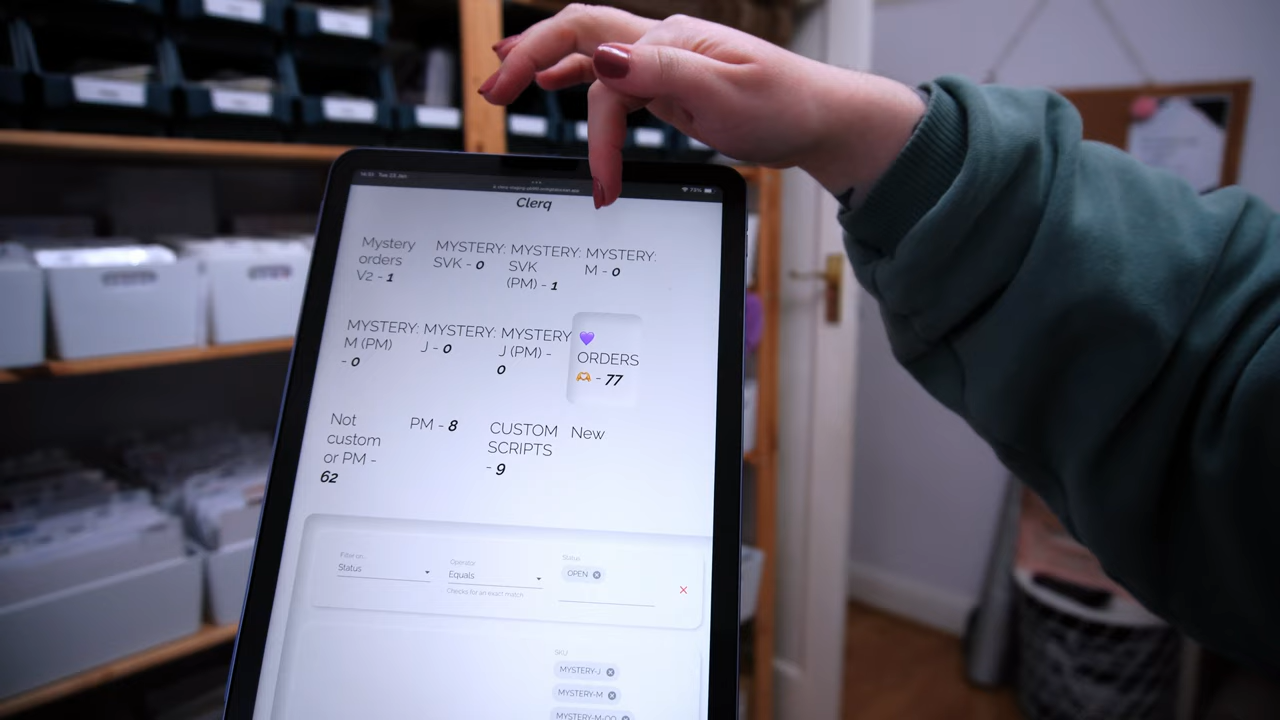 Clerq
Mystery
orders
V2 - 1
MYSTERY:
SVK - 0
MYSTERY:
SVK
(PM) - 1
MYSTERY:
M - 0
MYSTERY:
M (PM)
- 0
MYSTERY:
J - 0
MYSTERY
J (PM) -
0
💜
ORDERS
🫶 - 77
Not
custom
or PM -
62
PM - 8
CUSTOM
SCRIPTS
- 9
New
Filter on...
Status
Operator
Equals
Checks for an exact match
Status
OPEN
SKU
MYSTERY-J
MYSTERY-M